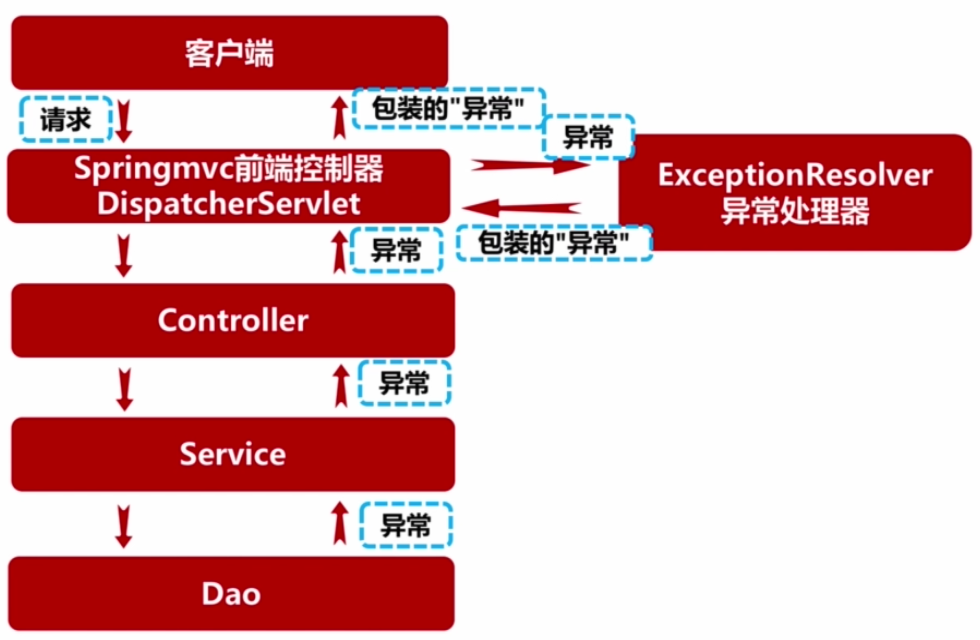 客户端
请求
包装的"异常"
异常
Springmvc前端控制器
DispatcherServlet
ExceptionResolver
异常处理器
异常
包装的"异常"
Controller
异常
Service
异常
Dao